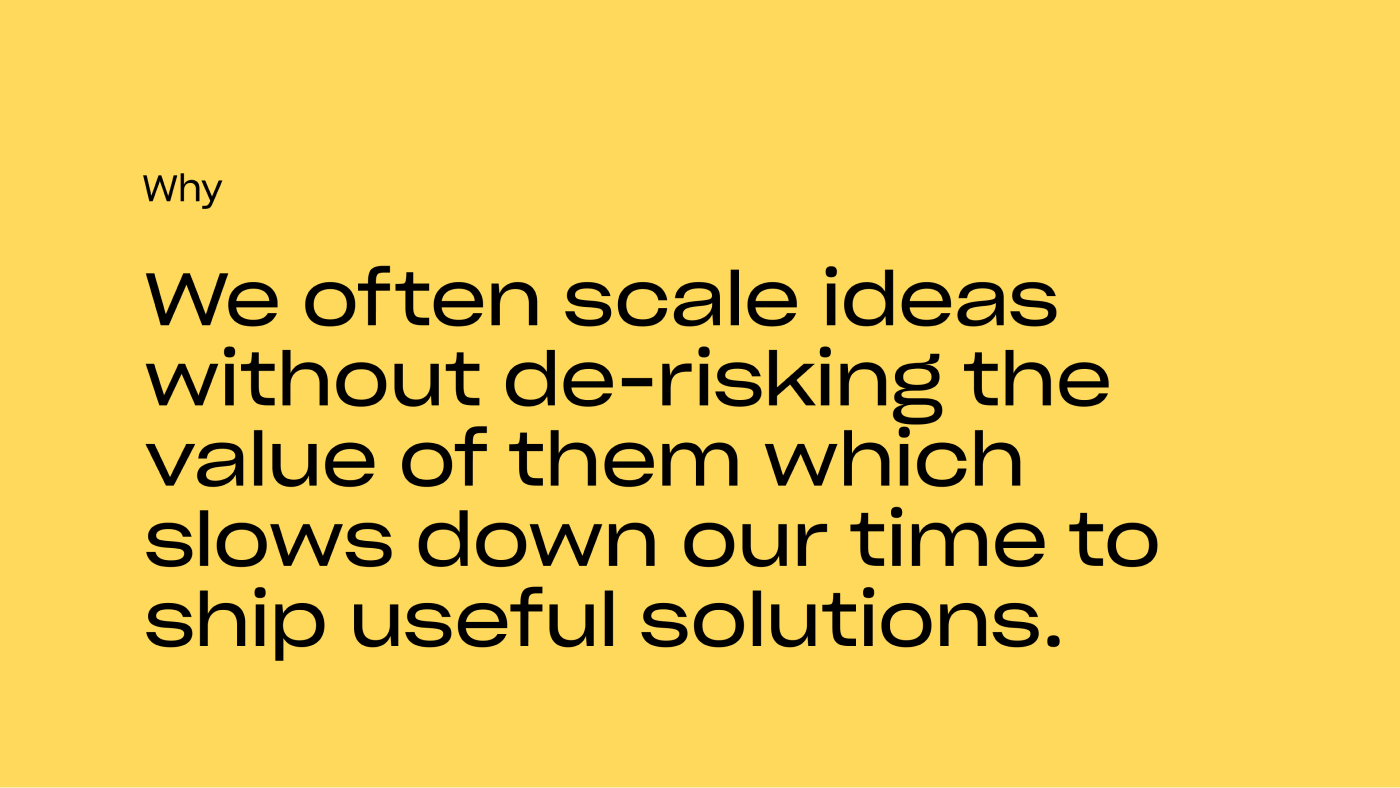 Why
We often scale ideas
without de-risking the
value of them which
slows down our time to
ship useful solutions.